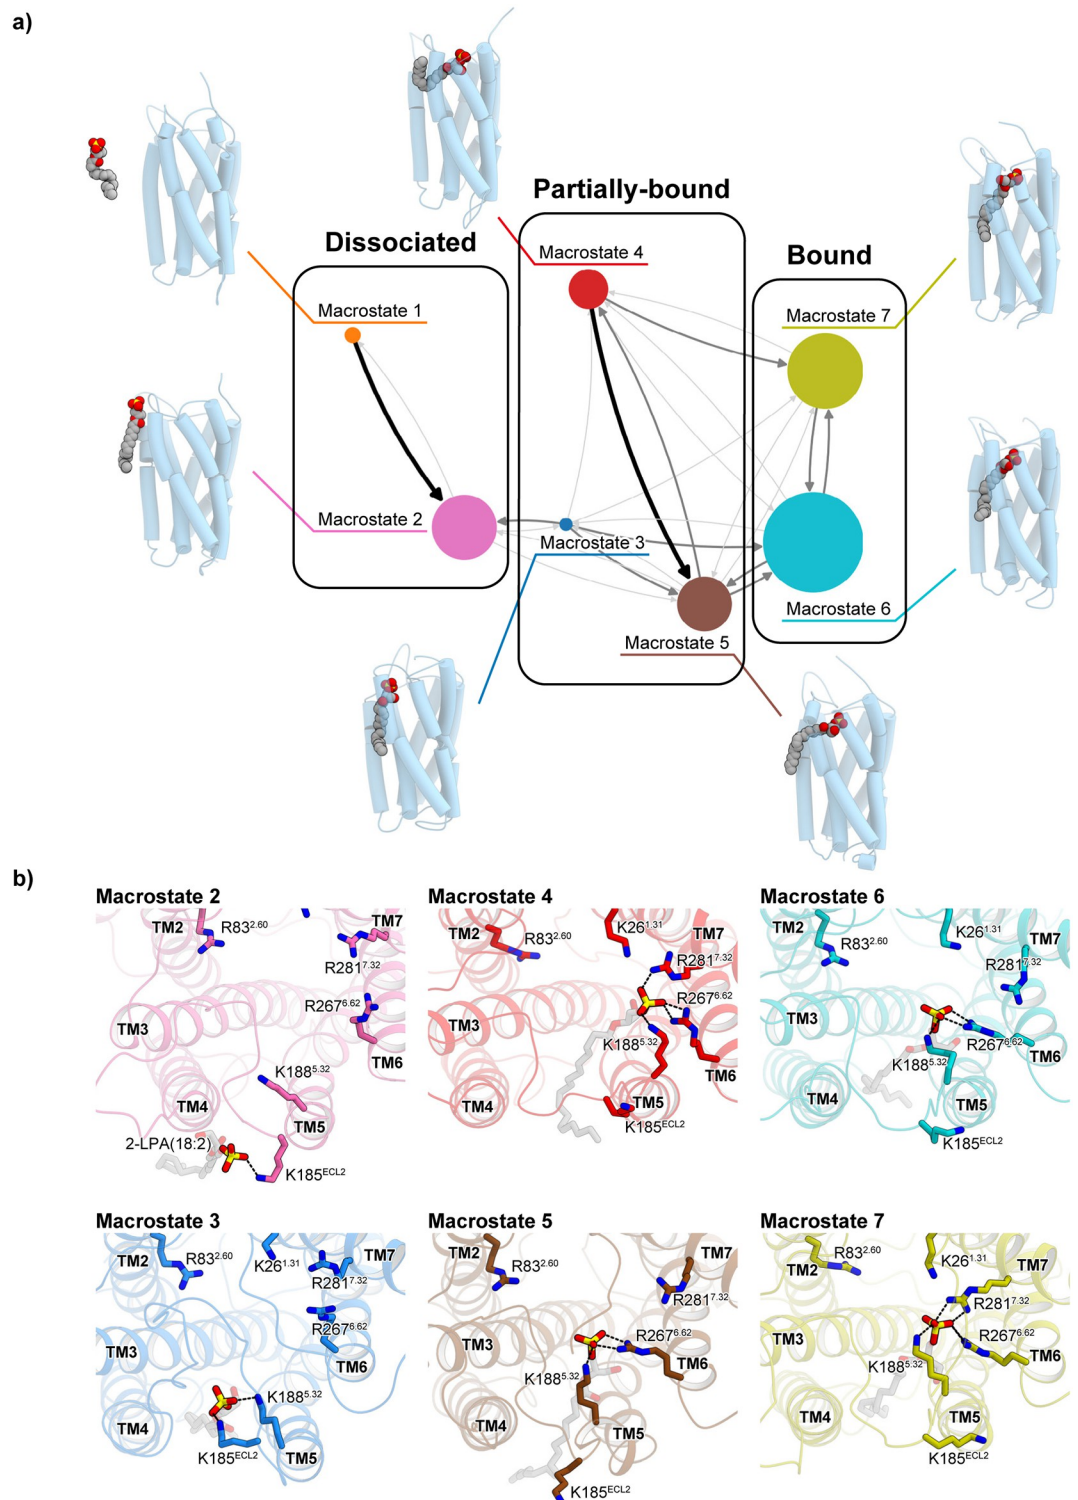 a)
Partially-bound
Dissociated
Bound
Macrostate 4
Macrostate 1
Macrostate 7
Macrostate 2
Macrostate 3
Macrostate 6
Macrostate 5
b)
Macrostate 2
TM2
R83^2.60
TM7
R281^7.32
R267^6.62
TM3
TM6
K188^5.32
TM4
TM5
2-LPA(18:2)
K185^ECL2
Macrostate 4
TM2
R83^2.60
K26^1.31
TM7
R281^7.32
R267^6.62
TM3
K188^5.32
TM6
TM4
TM5
K185^ECL2
Macrostate 6
TM2
R83^2.60
K26^1.31
TM7
R281^7.32
TM3
R267^6.62
TM6
K188^5.32
TM4
TM5
K185^ECL2
Macrostate 3
TM2
R83^2.60
K26^1.31
TM7
R281^7.32
R267^6.62
TM3
TM6
K188^5.32
TM4
TM5
K185^ECL2
Macrostate 5
TM2
R83^2.60
TM7
R281^7.32
R267^6.62
TM3
TM6
K188^5.32
TM4
TM5
K185^ECL2
Macrostate 7
R83^2.60
K26^1.31
TM2
TM7
R281^7.32
TM3
R267^6.62
K188^5.32
TM6
TM4
TM5
K185^ECL2